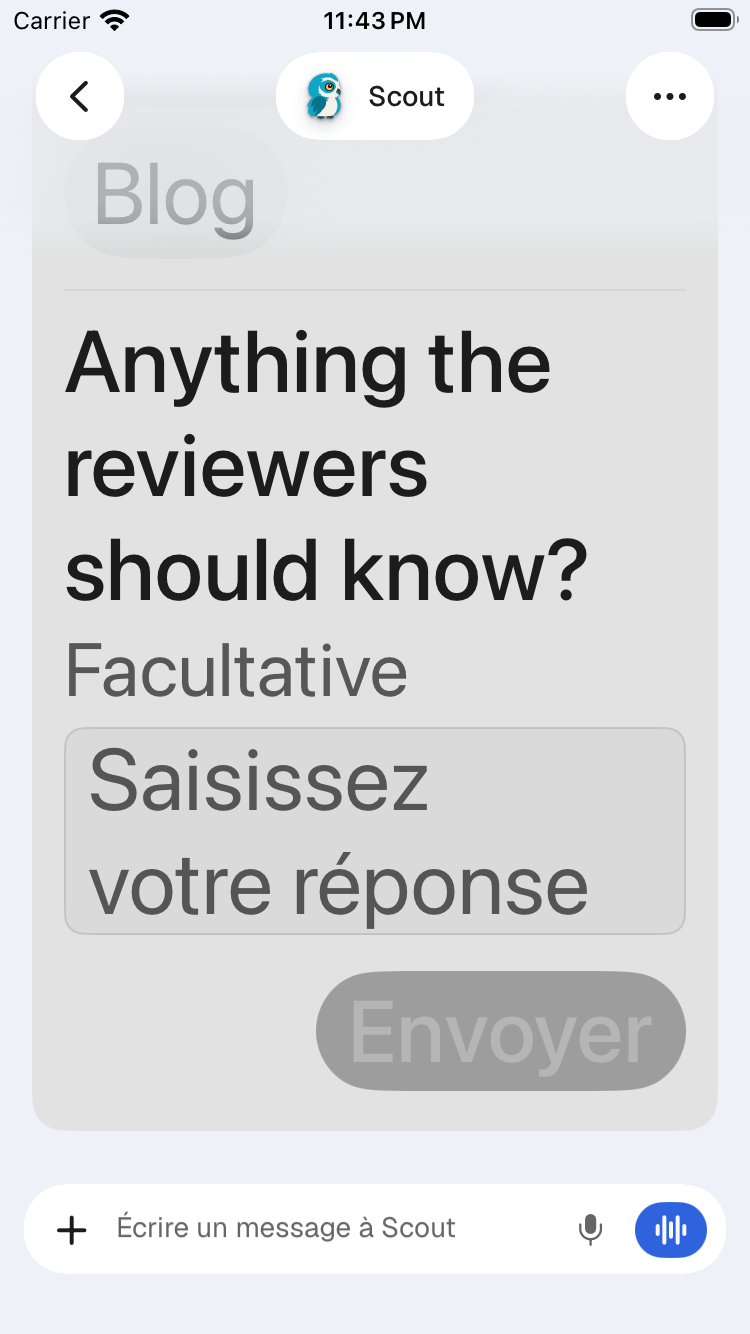 Carrier
11:43 PM
Scout
Blog
Anything the
reviewers
should know?
Facultative
Saisissez
votre réponse
Envoyer
Écrire un message à Scout